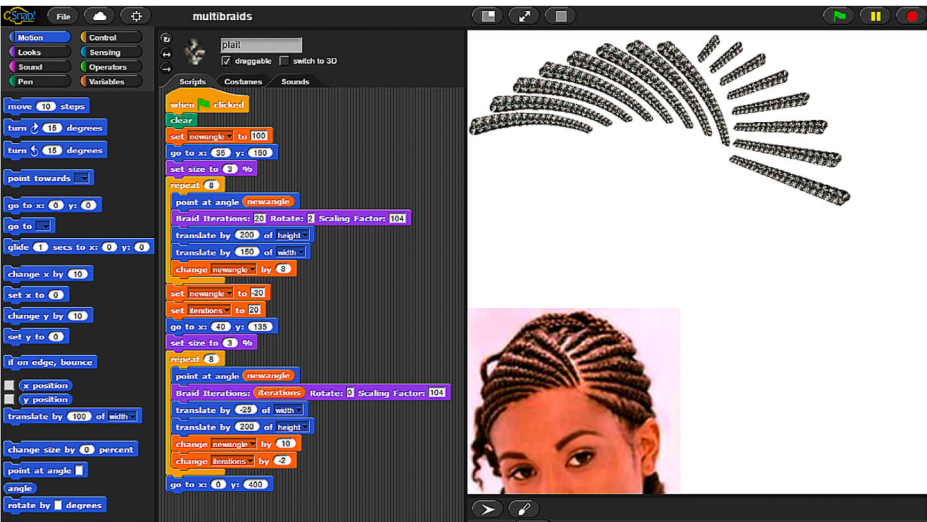 Snap!
File
multibraids
Motion
Control
Looks
Sensing
Sound
Operators
Pen
Variables
move 10 steps
turn 15 degrees
turn 15 degrees
point towards
go to x: 0 y: 0
go to
glide 1 secs to x: 0 y: 0
change x by 10
set x to 0
change y by 10
set y to 0
if on edge, bounce
x position
y position
translate by 100 of width
change size by 0 percent
point at angle
angle
rotate by degrees
plait
draggable switch to 3D
Scripts Costumes Sounds
when clicked
clear
set newangle to 100
go to x: 35 y: 150
set size to 3 %
repeat 8
point at angle newangle
Braid Iterations: 20 Rotate: 2 Scaling Factor: 104
translate by 200 of height
translate by 150 of width
change newangle by 8
set newangle to -20
set iterations to 20
go to x: 40 y: 135
set size to 3 %
repeat 8
point at angle newangle
Braid Iterations: iterations Rotate: 0 Scaling Factor: 104
translate by -25 of width
translate by 200 of height
change newangle by 10
change iterations by -2
go to x: 0 y: 400